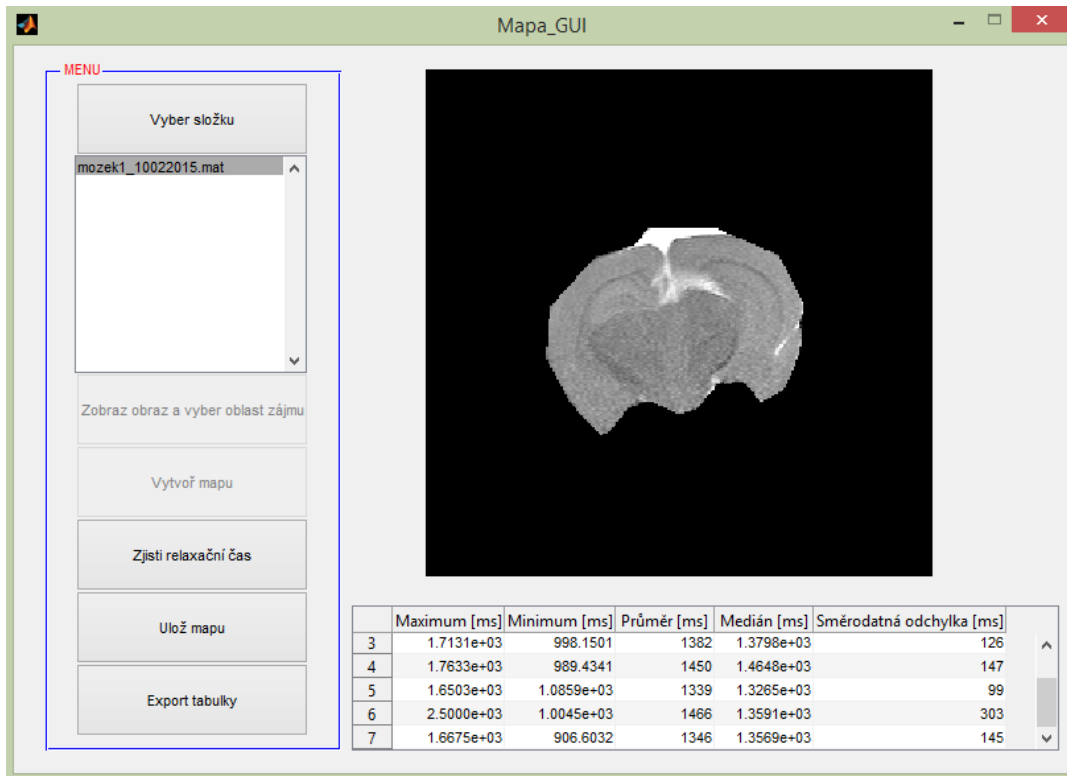 Mapa_GUI
MENU
Vyber složku
mozek1_10022015.mat
Zobraz obraz a vyber oblast zájmu
Vytvoř mapu
Zjisti relaxační čas
Ulož mapu
Export tabulky
Maximum [ms] Minimum [ms] Průměr [ms] Medián [ms] Směrodatná odchylka [ms]
3 1.7131e+03 998.1501 1382 1.3798e+03 126
4 1.7633e+03 989.4341 1450 1.4648e+03 147
5 1.6503e+03 1.0859e+03 1339 1.3265e+03 99
6 2.5000e+03 1.0045e+03 1466 1.3591e+03 303
7 1.6675e+03 906.6032 1346 1.3569e+03 145